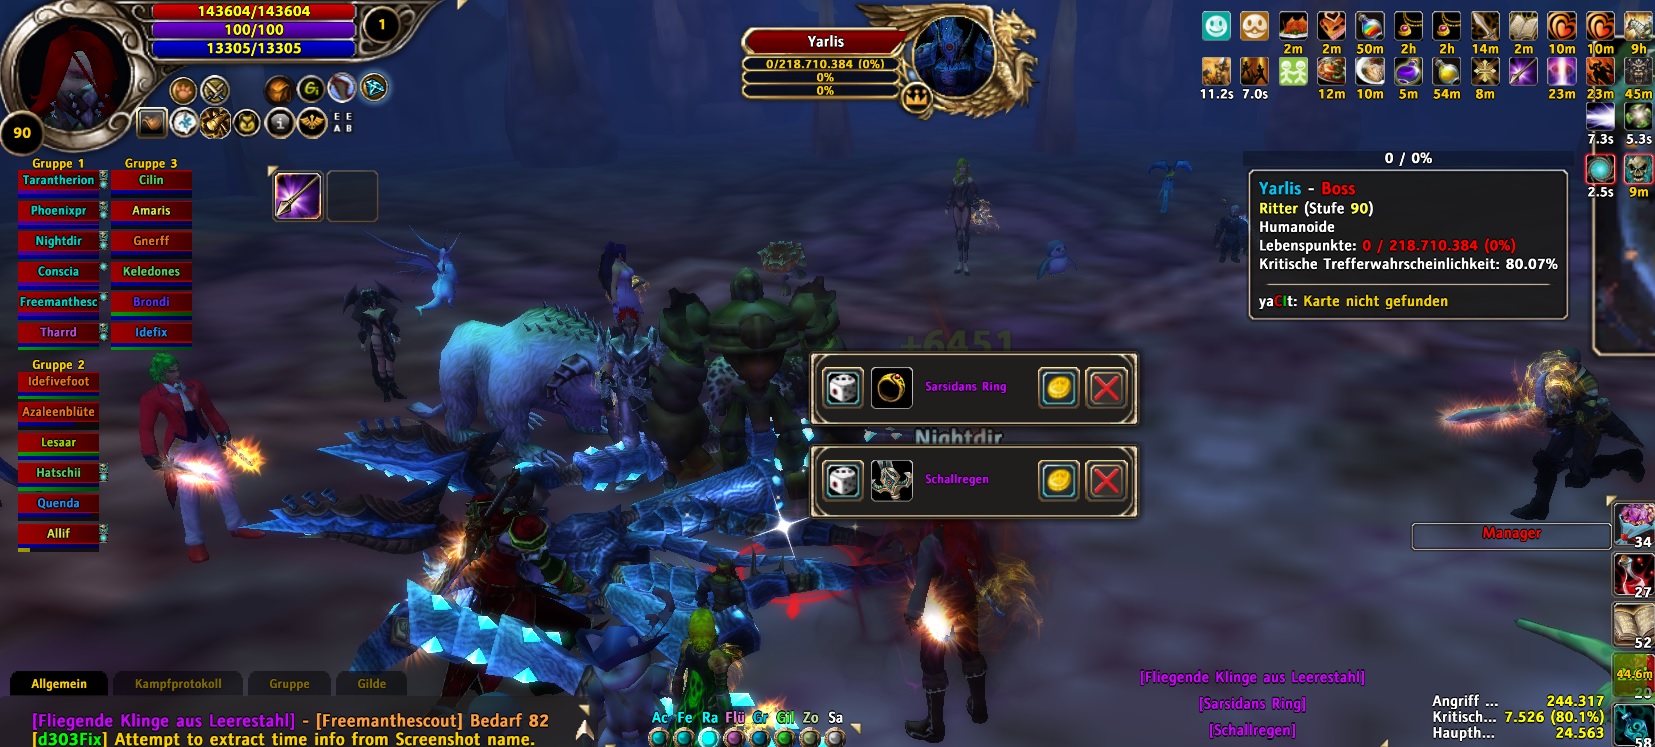 143604/143604
100/100
13305/13305
1
90
E E
A B
Yarlis
0/218.710.384 (0%)
0%
0%
2m 2m 50m 2h 2h 14m 2m 10m 10m 9h
11.2s 7.0s 12m 10m 5m 54m 8m 23m 23m 45m
7.3s 5.3s
2.5s 9m
0 / 0%
Yarlis - Boss
Ritter (Stufe 90)
Humanoide
Lebenspunkte: 0 / 218.710.384 (0%)
Kritische Trefferwahrscheinlichkeit: 80.07%
yaCIt: Karte nicht gefunden
Gruppe 1
Tarantherion
Phoenixpr
Nightdir
Conscia
Freemanthesc
Tharrd
Gruppe 3
Cilin
Amaris
Gnerff
Keledones
Brondi
Idefix
Gruppe 2
Idefivefoot
Azaleenblüte
Lesaar
Hatschii
Quenda
Allif
+6451
Sarsidans Ring
Nightdir
Schallregen
Manager
34
27
52
44.6m
20
58
[Fliegende Klinge aus Leerestahl]
[Sarsidans Ring]
[Schallregen]
Angriff ... 244.317
Kritisch... 7.526 (80.1%)
Haupth... 24.563
Allgemein Kampfprotokoll Gruppe Gilde
[Fliegende Klinge aus Leerestahl] - [Freemanthescout] Bedarf 82
[d303Fix] Attempt to extract time info from Screenshot name.
Ac Fe Ra Flü Gr Gil Zo Sa